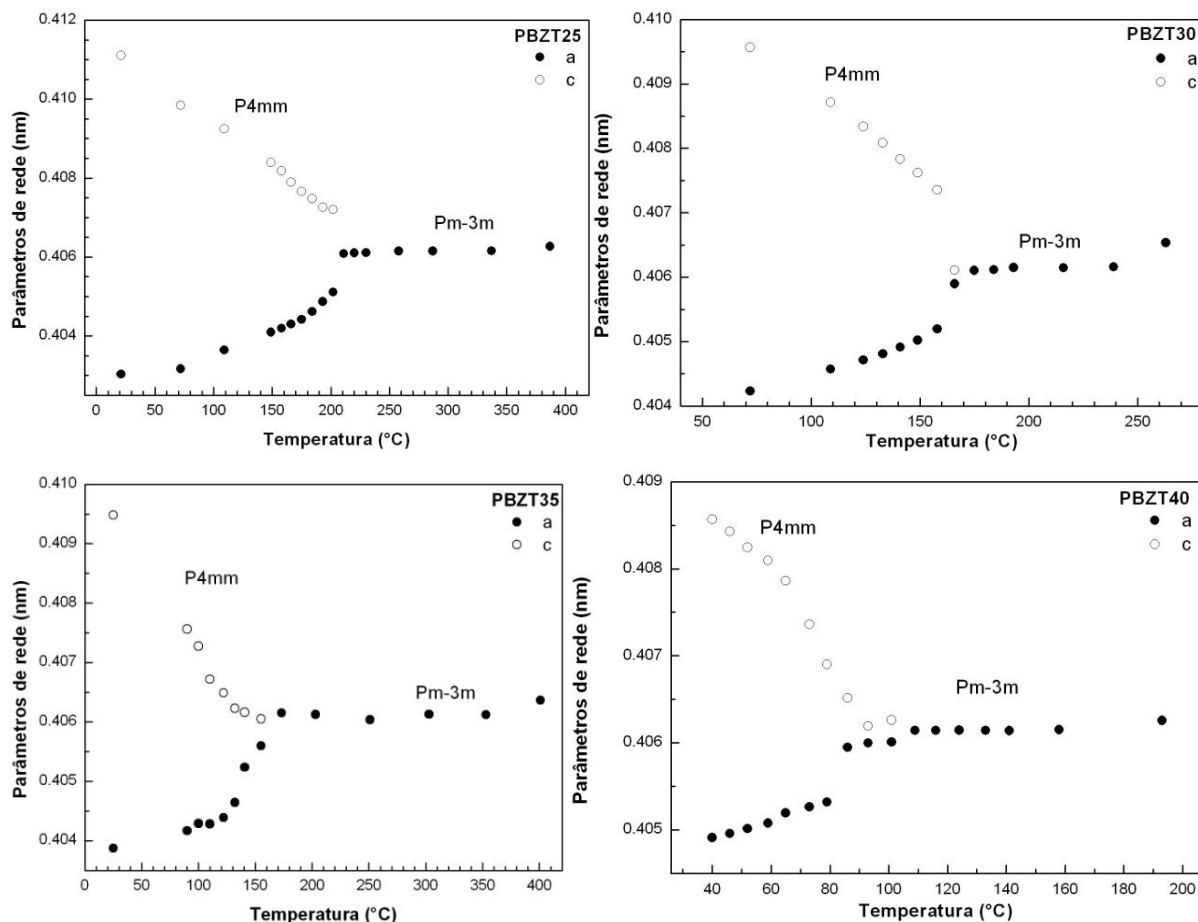 PBZT25
a
c
P4mm
Pm-3m
Parâmetros de rede (nm)
0.412
0.410
0.408
0.406
0.404
0 50 100 150 200 250 300 350 400
Temperatura (°C)
PBZT30
a
c
P4mm
Pm-3m
Parâmetros de rede (nm)
0.410
0.409
0.408
0.407
0.406
0.405
0.404
50 100 150 200 250
Temperatura (°C)
PBZT35
a
c
P4mm
Pm-3m
Parâmetros de rede (nm)
0.410
0.409
0.408
0.407
0.406
0.405
0.404
0 50 100 150 200 250 300 350 400
Temperatura (°C)
PBZT40
a
c
P4mm
Pm-3m
Parâmetros de rede (nm)
0.409
0.408
0.407
0.406
0.405
40 60 80 100 120 140 160 180 200
Temperatura (°C)